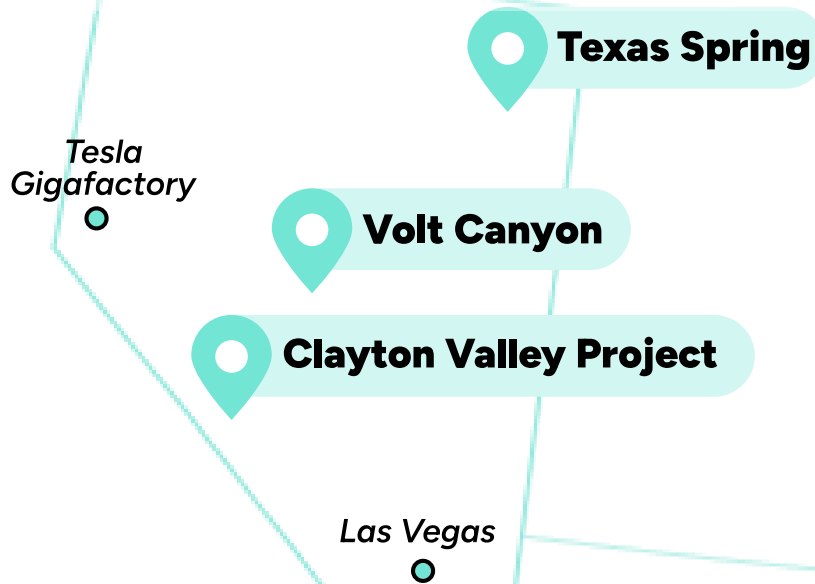 Texas Spring
Tesla
Gigafactory
Volt Canyon
Clayton Valley Project
Las Vegas